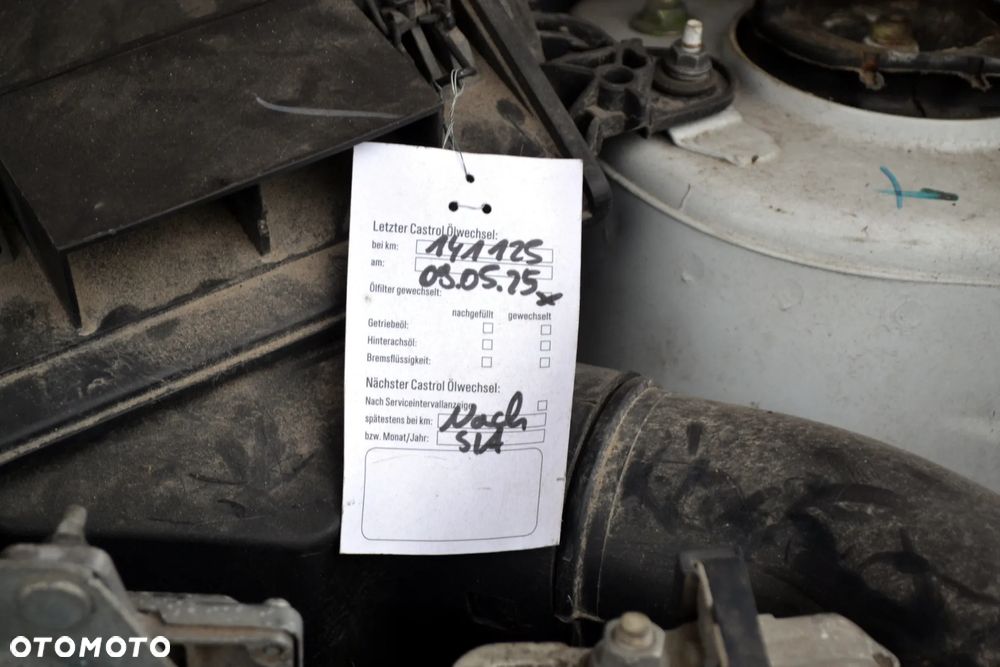 Letzter Castrol Ölwechsel:
bei km: 141125
am: 09.05.25
Ölfilter gewechselt: x
nachgefüllt gewechselt
Getriebeöl:
Hinterachsöl:
Bremsflüssigkeit:
Nächster Castrol Ölwechsel:
Nach Serviceintervallanzeige
spätestens bei km: Nach
bzw. Monat/Jahr: SIA
OTOMOTO